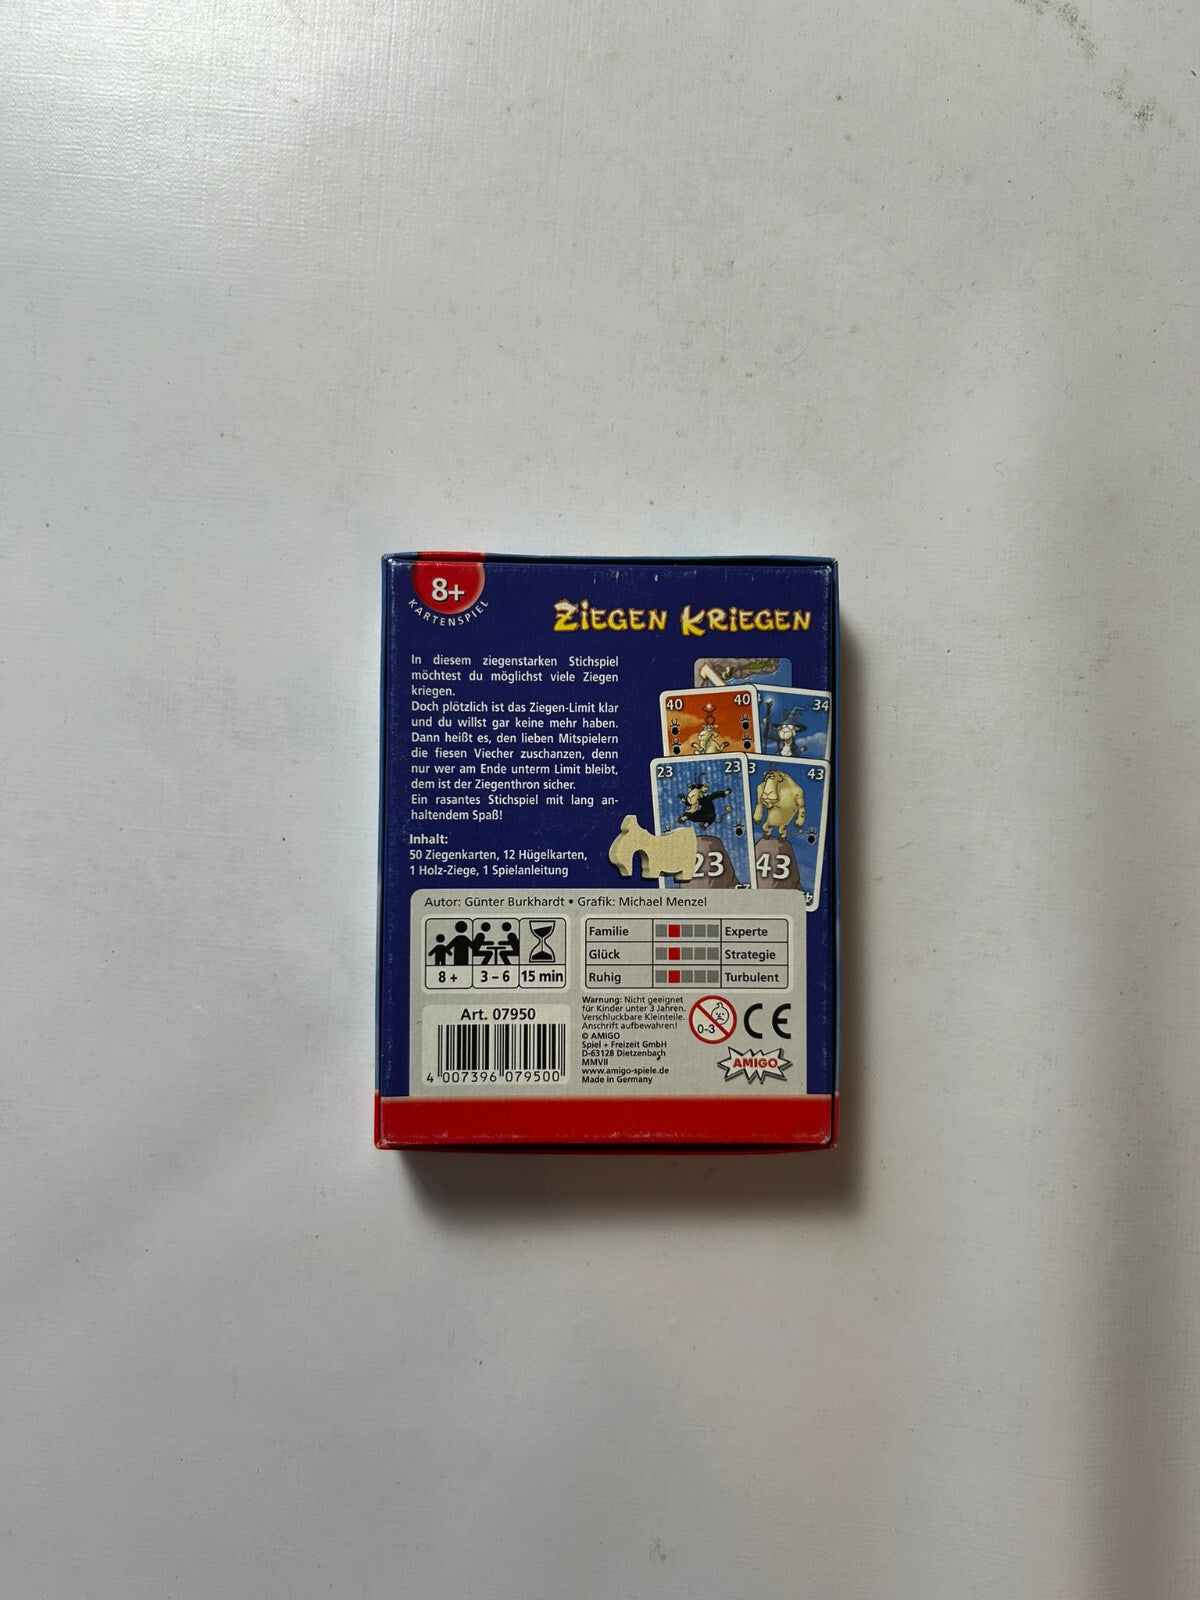 8+
KARTENSPIEL
ZIEGEN KRIEGEN
In diesem ziegenstarken Stichspiel
möchtest du möglichst viele Ziegen
kriegen.
Doch plötzlich ist das Ziegen-Limit klar
und du willst gar keine mehr haben.
Dann heißt es, den lieben Mitspielern
die fiesen Viecher zuschanzen, denn
nur wer am Ende unterm Limit bleibt,
dem ist der Ziegenthron sicher.
Ein rasantes Stichspiel mit lang an-
haltendem Spaß!
Inhalt:
50 Ziegenkarten, 12 Hügelkarten,
1 Holz-Ziege, 1 Spielanleitung
40 40 34
23 23 3 43
23 43
Autor: Günter Burkhardt • Grafik: Michael Menzel
8 + 3 – 6 15 min
Familie Experte
Glück Strategie
Ruhig Turbulent
Art. 07950
4 007396 079500
Warnung: Nicht geeignet
für Kinder unter 3 Jahren.
Verschluckbare Kleinteile.
Anschrift aufbewahren!
© AMIGO
Spiel + Freizeit GmbH
D-63128 Dietzenbach
MMVII
www.amigo-spiele.de
Made in Germany
0-3
CE
AMIGO